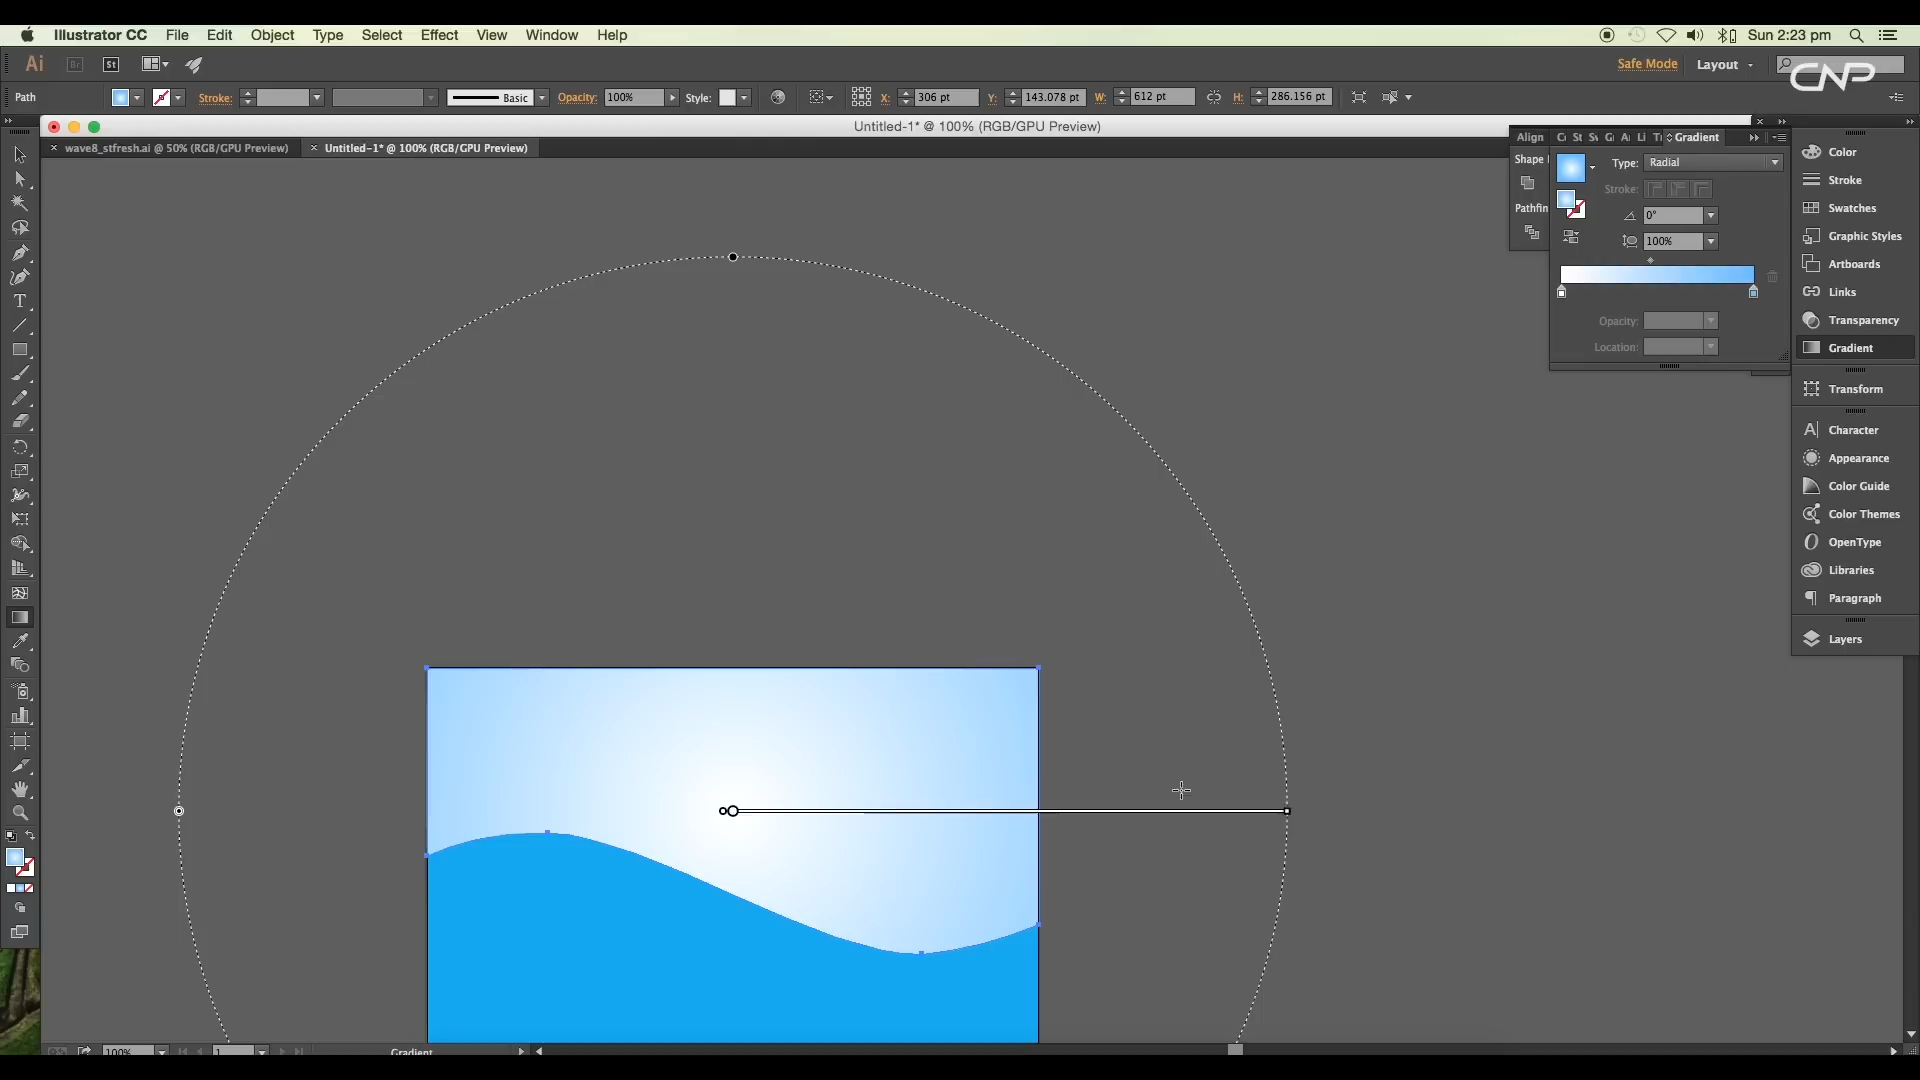 Illustrator CC File Edit Object Type Select Effect View Window Help Sun 2:23 pm
Ai Br St Safe Mode Layout CNP
Path Stroke: Basic Opacity: 100% Style: X: 306 pt Y: 143.078 pt W: 612 pt H: 286.156 pt
Untitled-1* @ 100% (RGB/GPU Preview)
wave8_stfresh.ai @ 50% (RGB/GPU Preview) Untitled-1* @ 100% (RGB/GPU Preview)
Align Gradient
Shape
Pathfin
Type: Radial
Stroke:
0°
100%
Opacity:
Location:
Color
Stroke
Swatches
Graphic Styles
Artboards
Links
Transparency
Gradient
Transform
Character
Appearance
Color Guide
Color Themes
OpenType
Libraries
Paragraph
Layers
100% 1 Gradient